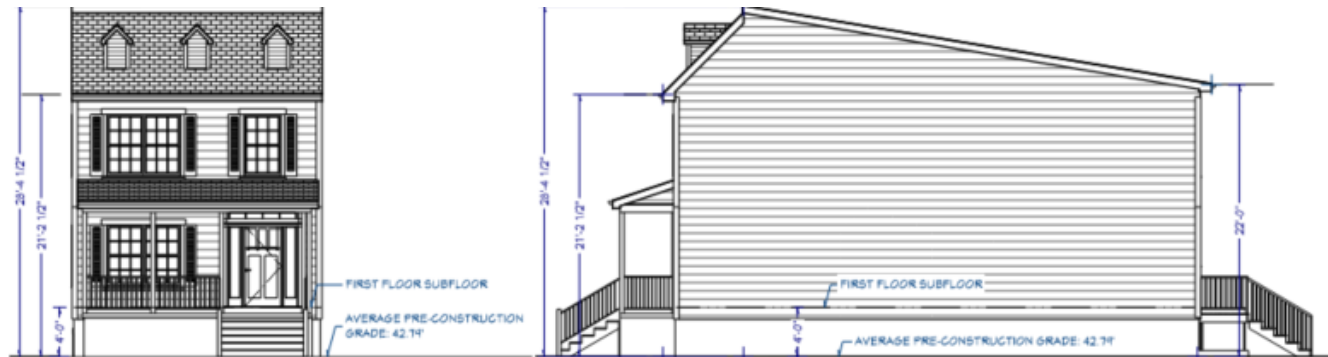 28'-4 1/2"
21'-2 1/2"
4'-0"
FIRST FLOOR SUBFLOOR
AVERAGE PRE-CONSTRUCTION
GRADE: 42.79'
28'-4 1/2"
21'-2 1/2"
FIRST FLOOR SUBFLOOR
4'-0"
AVERAGE PRE-CONSTRUCTION GRADE: 42.79'
22'-0"